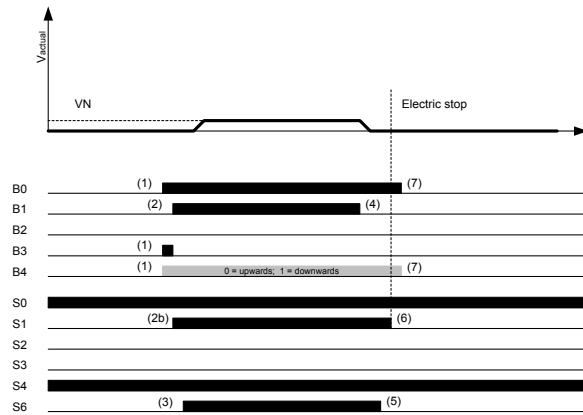 Vactual
VN
Electric stop
B0 (1) (7)
B1 (2) (4)
B2
B3 (1)
B4 (1) 0 = upwards; 1 = downwards (7)
S0
S1 (2b) (6)
S2
S3
S4
S6 (3) (5)